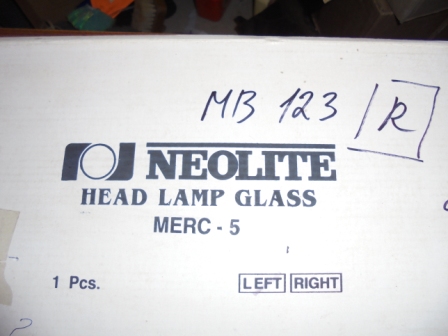 MB 123 R
NEOLITE
HEAD LAMP GLASS
MERC - 5
1 Pcs. LEFT RIGHT